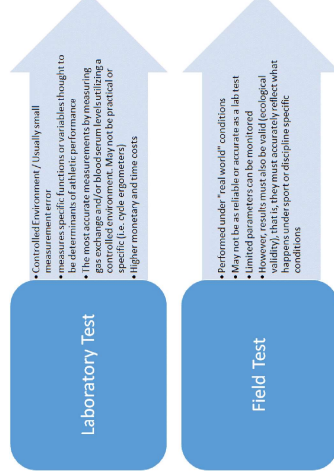 Laboratory Test
• Controlled Environment / Usually small
measurement error
• measures specific functions or variables thought to
be determinants of athletic performance
• The most accurate measurements by measuring
gas exchange and/or blood serum levels utilizing a
controlled environment. May not be practical or
specific (i.e. cycle ergometers)
• Higher monetary and time costs
Field Test
• Performed under "real world" conditions
• May not be as reliable or accurate as a lab test
• Limited parameters can be monitored
• However, results must also be valid (ecological
validity), that is, they must accurately reflect what
happens under sport or discipline specific
conditions